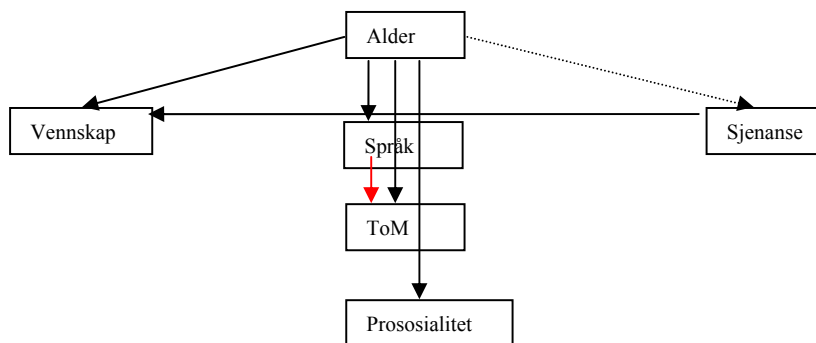 Alder
Vennskap
Sjenanse
Språk
ToM
Prososialitet